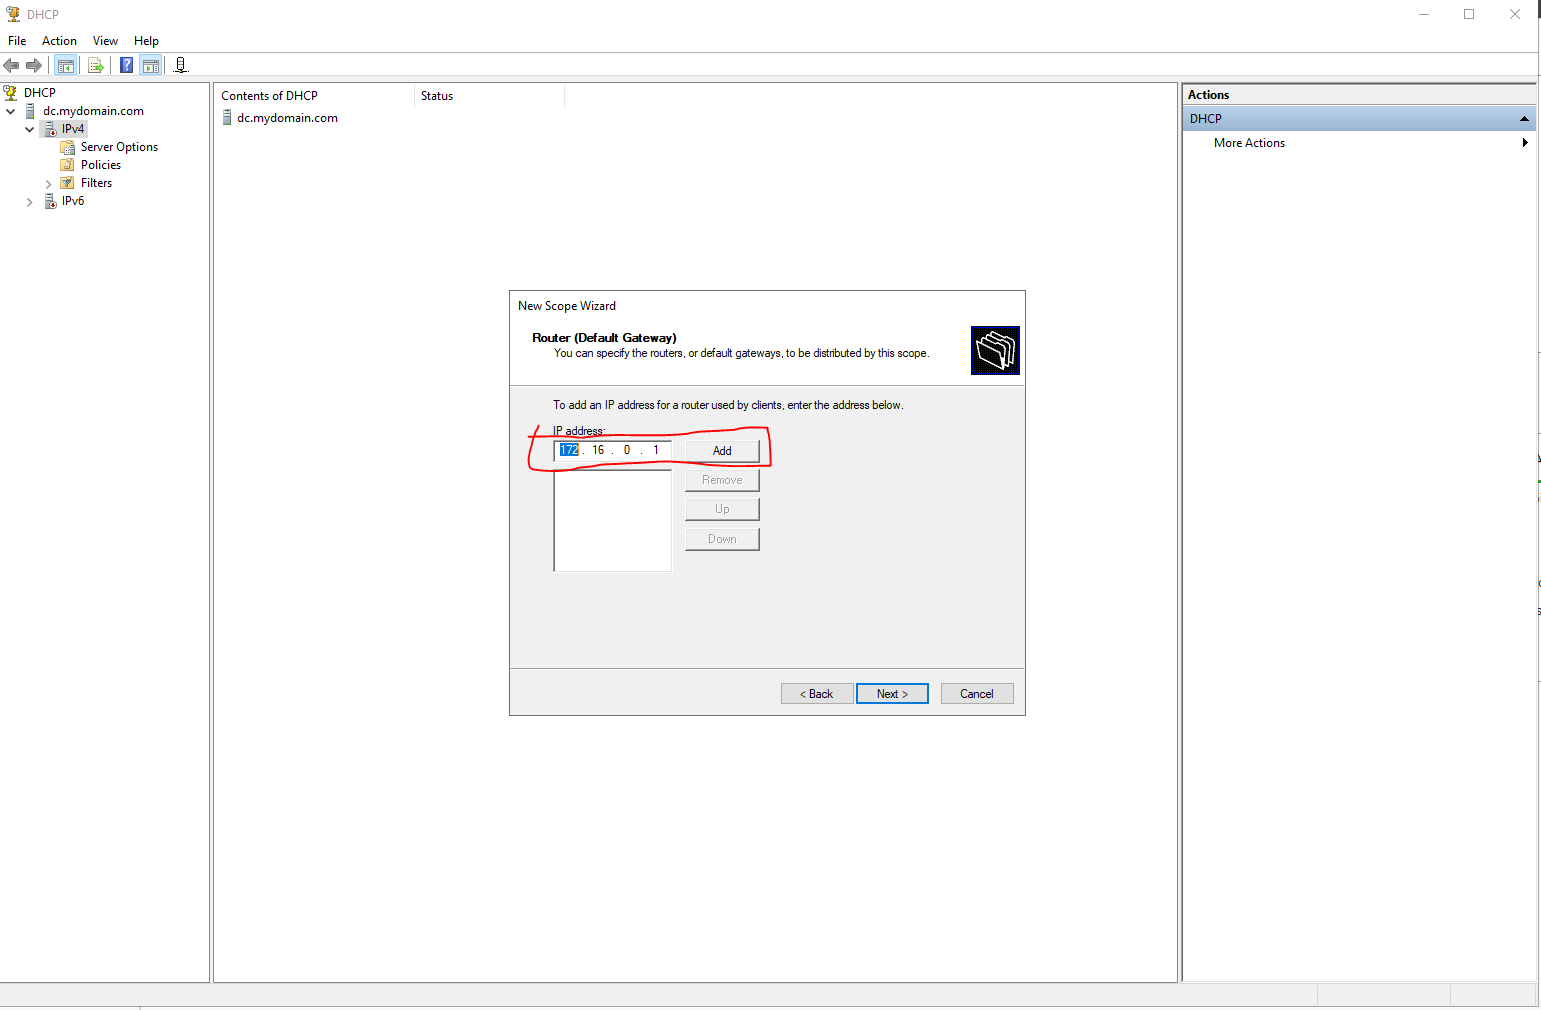 DHCP
File Action View Help
DHCP
dc.mydomain.com
IPv4
Server Options
Policies
Filters
IPv6
Contents of DHCP Status
dc.mydomain.com
Actions
DHCP
More Actions
New Scope Wizard
Router (Default Gateway)
You can specify the routers, or default gateways, to be distributed by this scope.
To add an IP address for a router used by clients, enter the address below.
IP address:
172 . 16 . 0 . 1 Add
Remove
Up
Down
< Back Next > Cancel